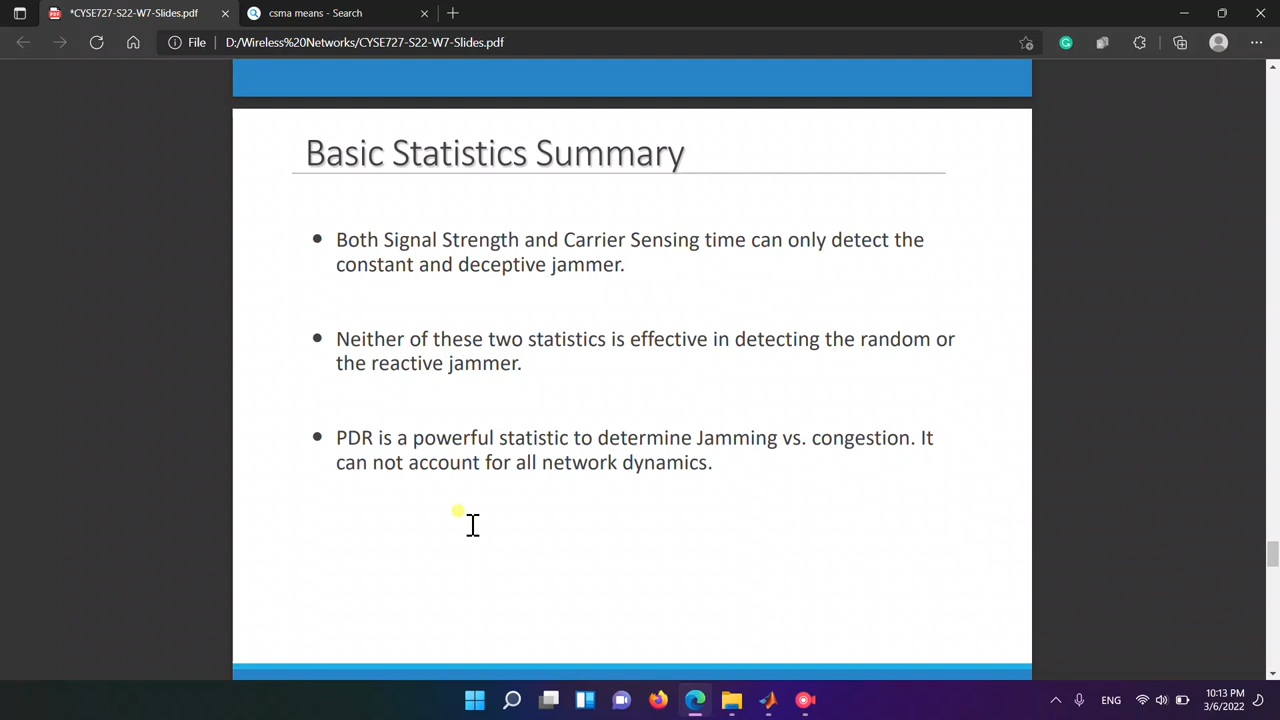 *CYSE727-S22-W7-Slides.pdf
csma means - Search
File
D:/Wireless%20Networks/CYSE727-S22-W7-Slides.pdf
Basic Statistics Summary
• Both Signal Strength and Carrier Sensing time can only detect the
constant and deceptive jammer.
• Neither of these two statistics is effective in detecting the random or
the reactive jammer.
• PDR is a powerful statistic to determine Jamming vs. congestion. It
can not account for all network dynamics.
ENG
10:13 PM
3/6/2022